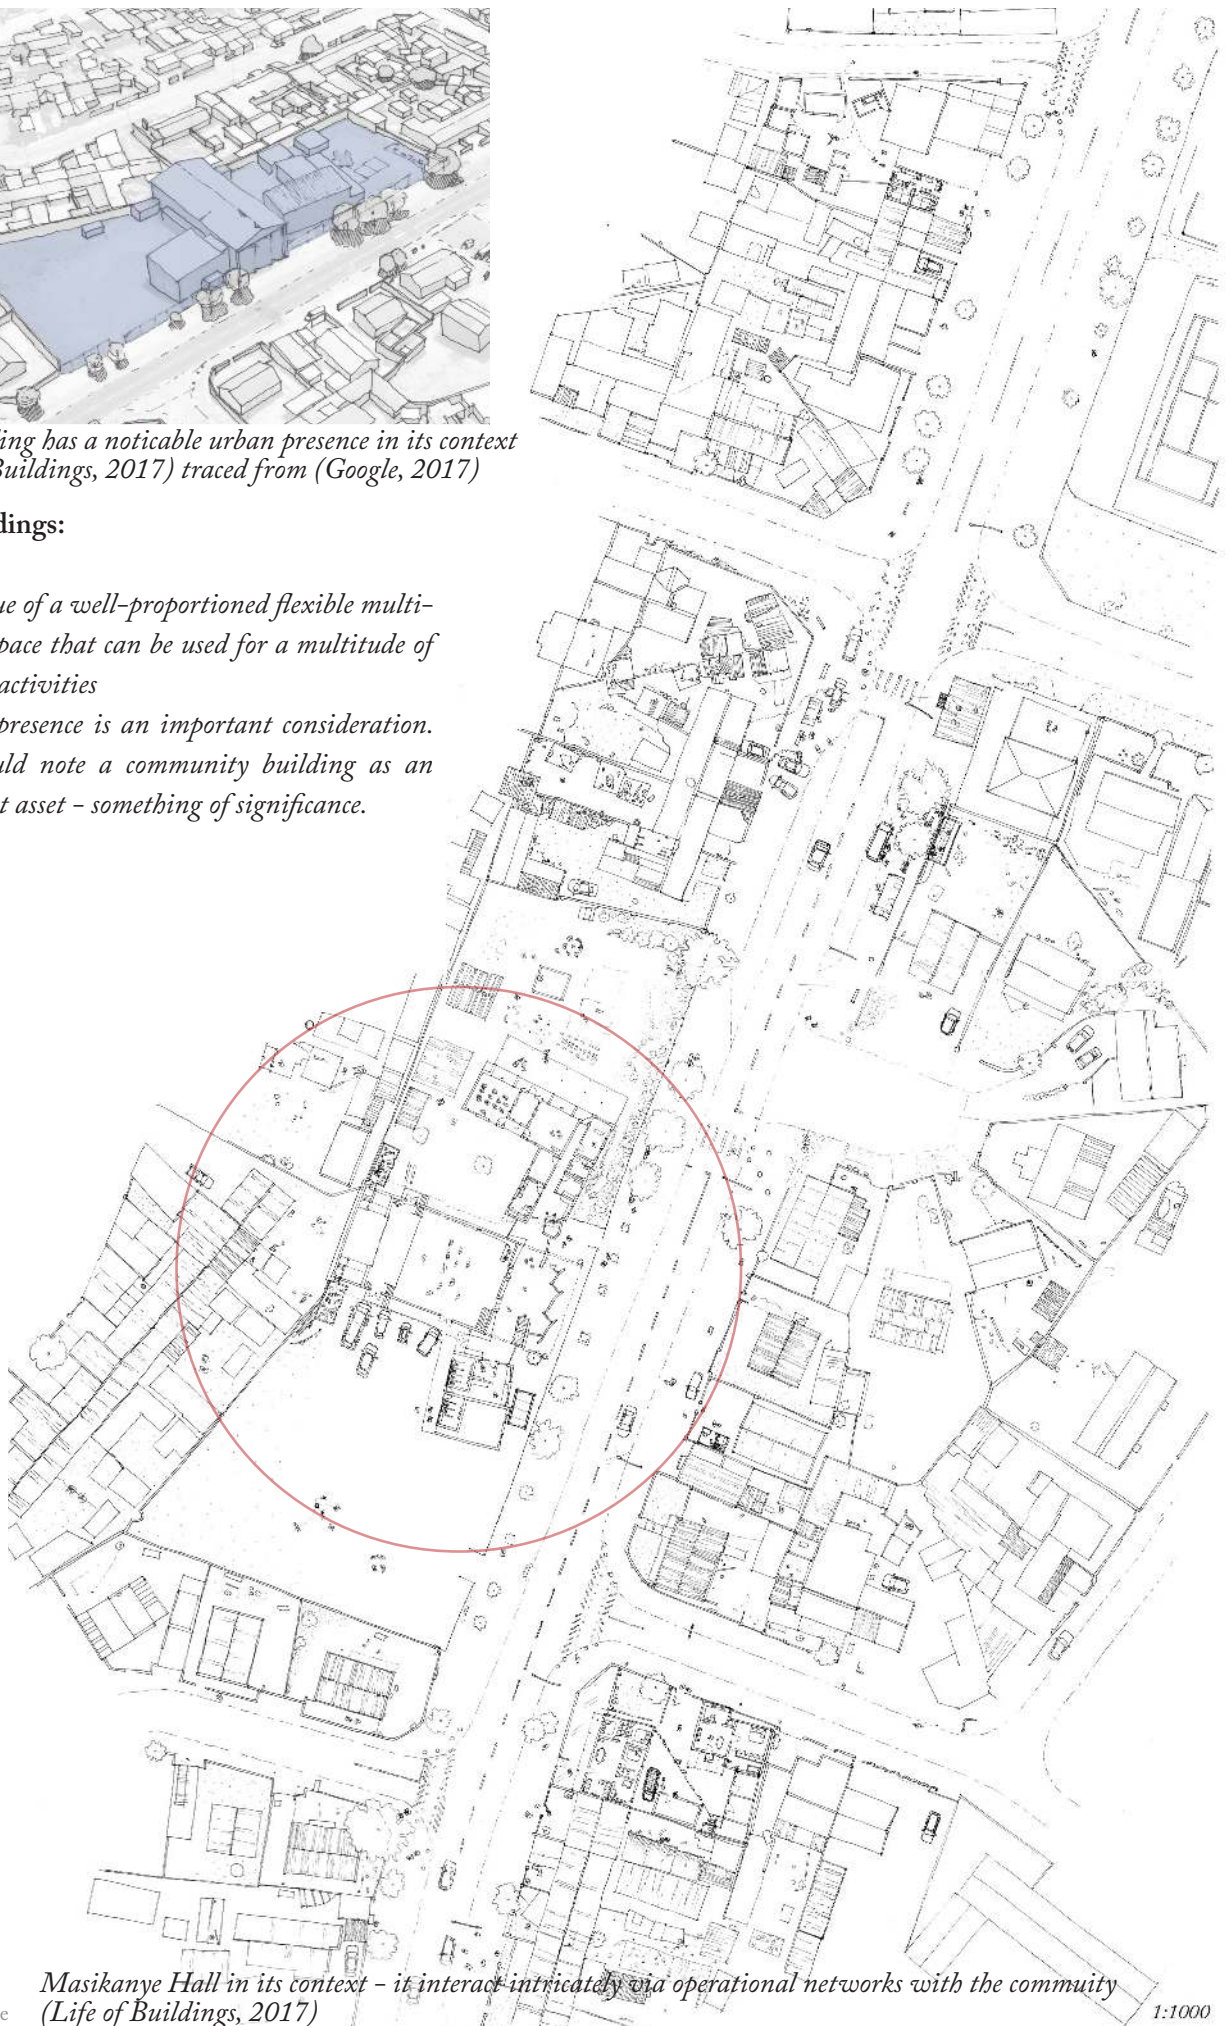 ing has a noticable urban presence in its context
Buildings, 2017) traced from (Google, 2017)
dings:
ue of a well-proportioned flexible multi-
pace that can be used for a multitude of
activities
presence is an important consideration.
uld note a community building as an
t asset - something of significance.
Masikanye Hall in its context - it interact intricately via operational networks with the commuity
e (Life of Buildings, 2017)
1:1000